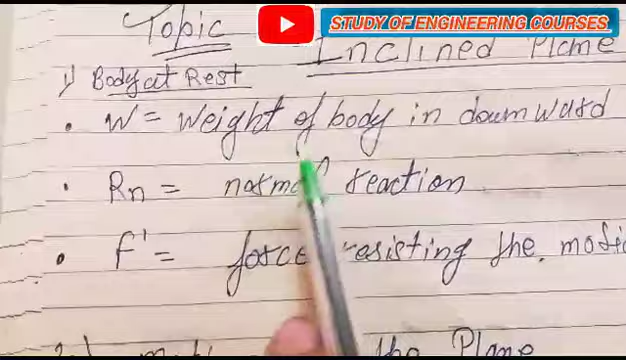 STUDY OF ENGINEERING COURSES
Topic
Inclined Plane
1) Body at Rest
• W = Weight of body in downward
• Rn = normal reaction
• F' = force resisting the
the Plane